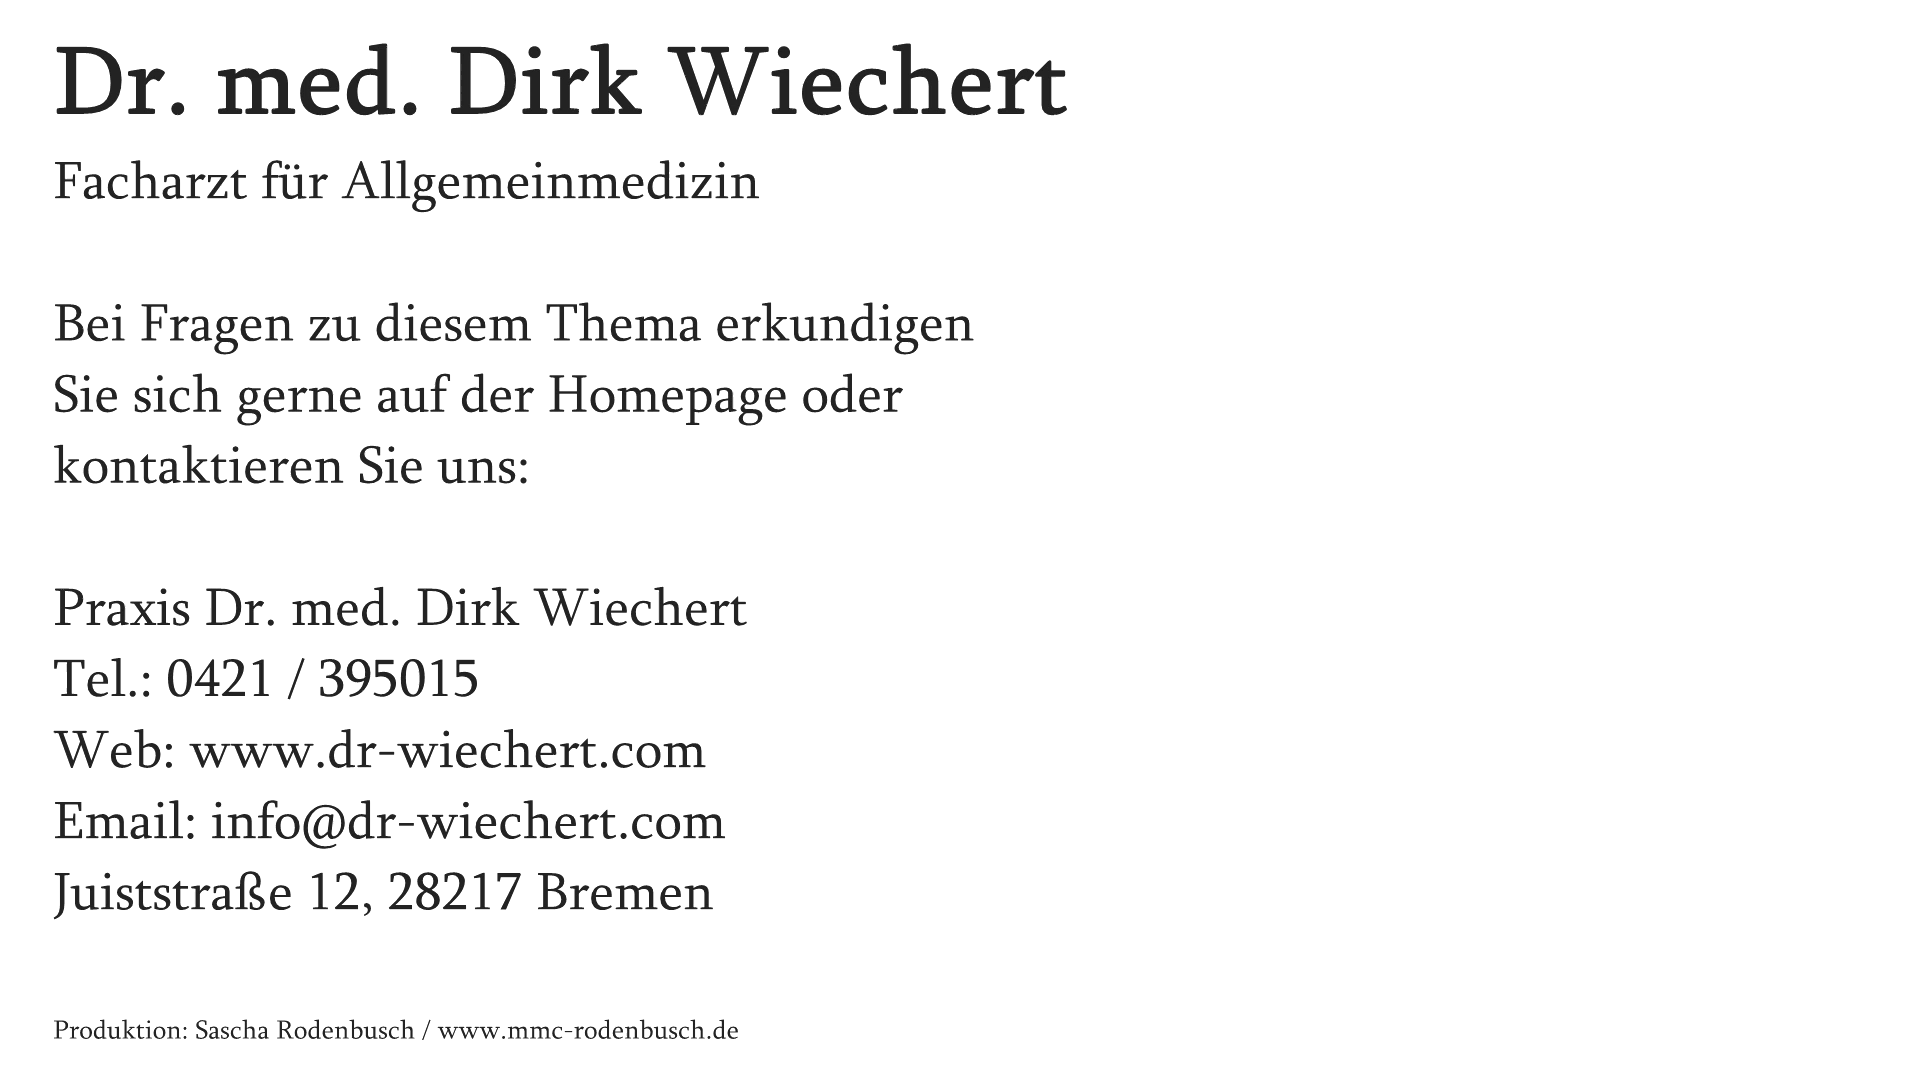 Dr. med. Dirk Wiechert
Facharzt für Allgemeinmedizin
Bei Fragen zu diesem Thema erkundigen
Sie sich gerne auf der Homepage oder
kontaktieren Sie uns:
Praxis Dr. med. Dirk Wiechert
Tel.: 0421 / 395015
Web: www.dr-wiechert.com
Email: info@dr-wiechert.com
Juiststraße 12, 28217 Bremen
Produktion: Sascha Rodenbusch / www.mmc-rodenbusch.de